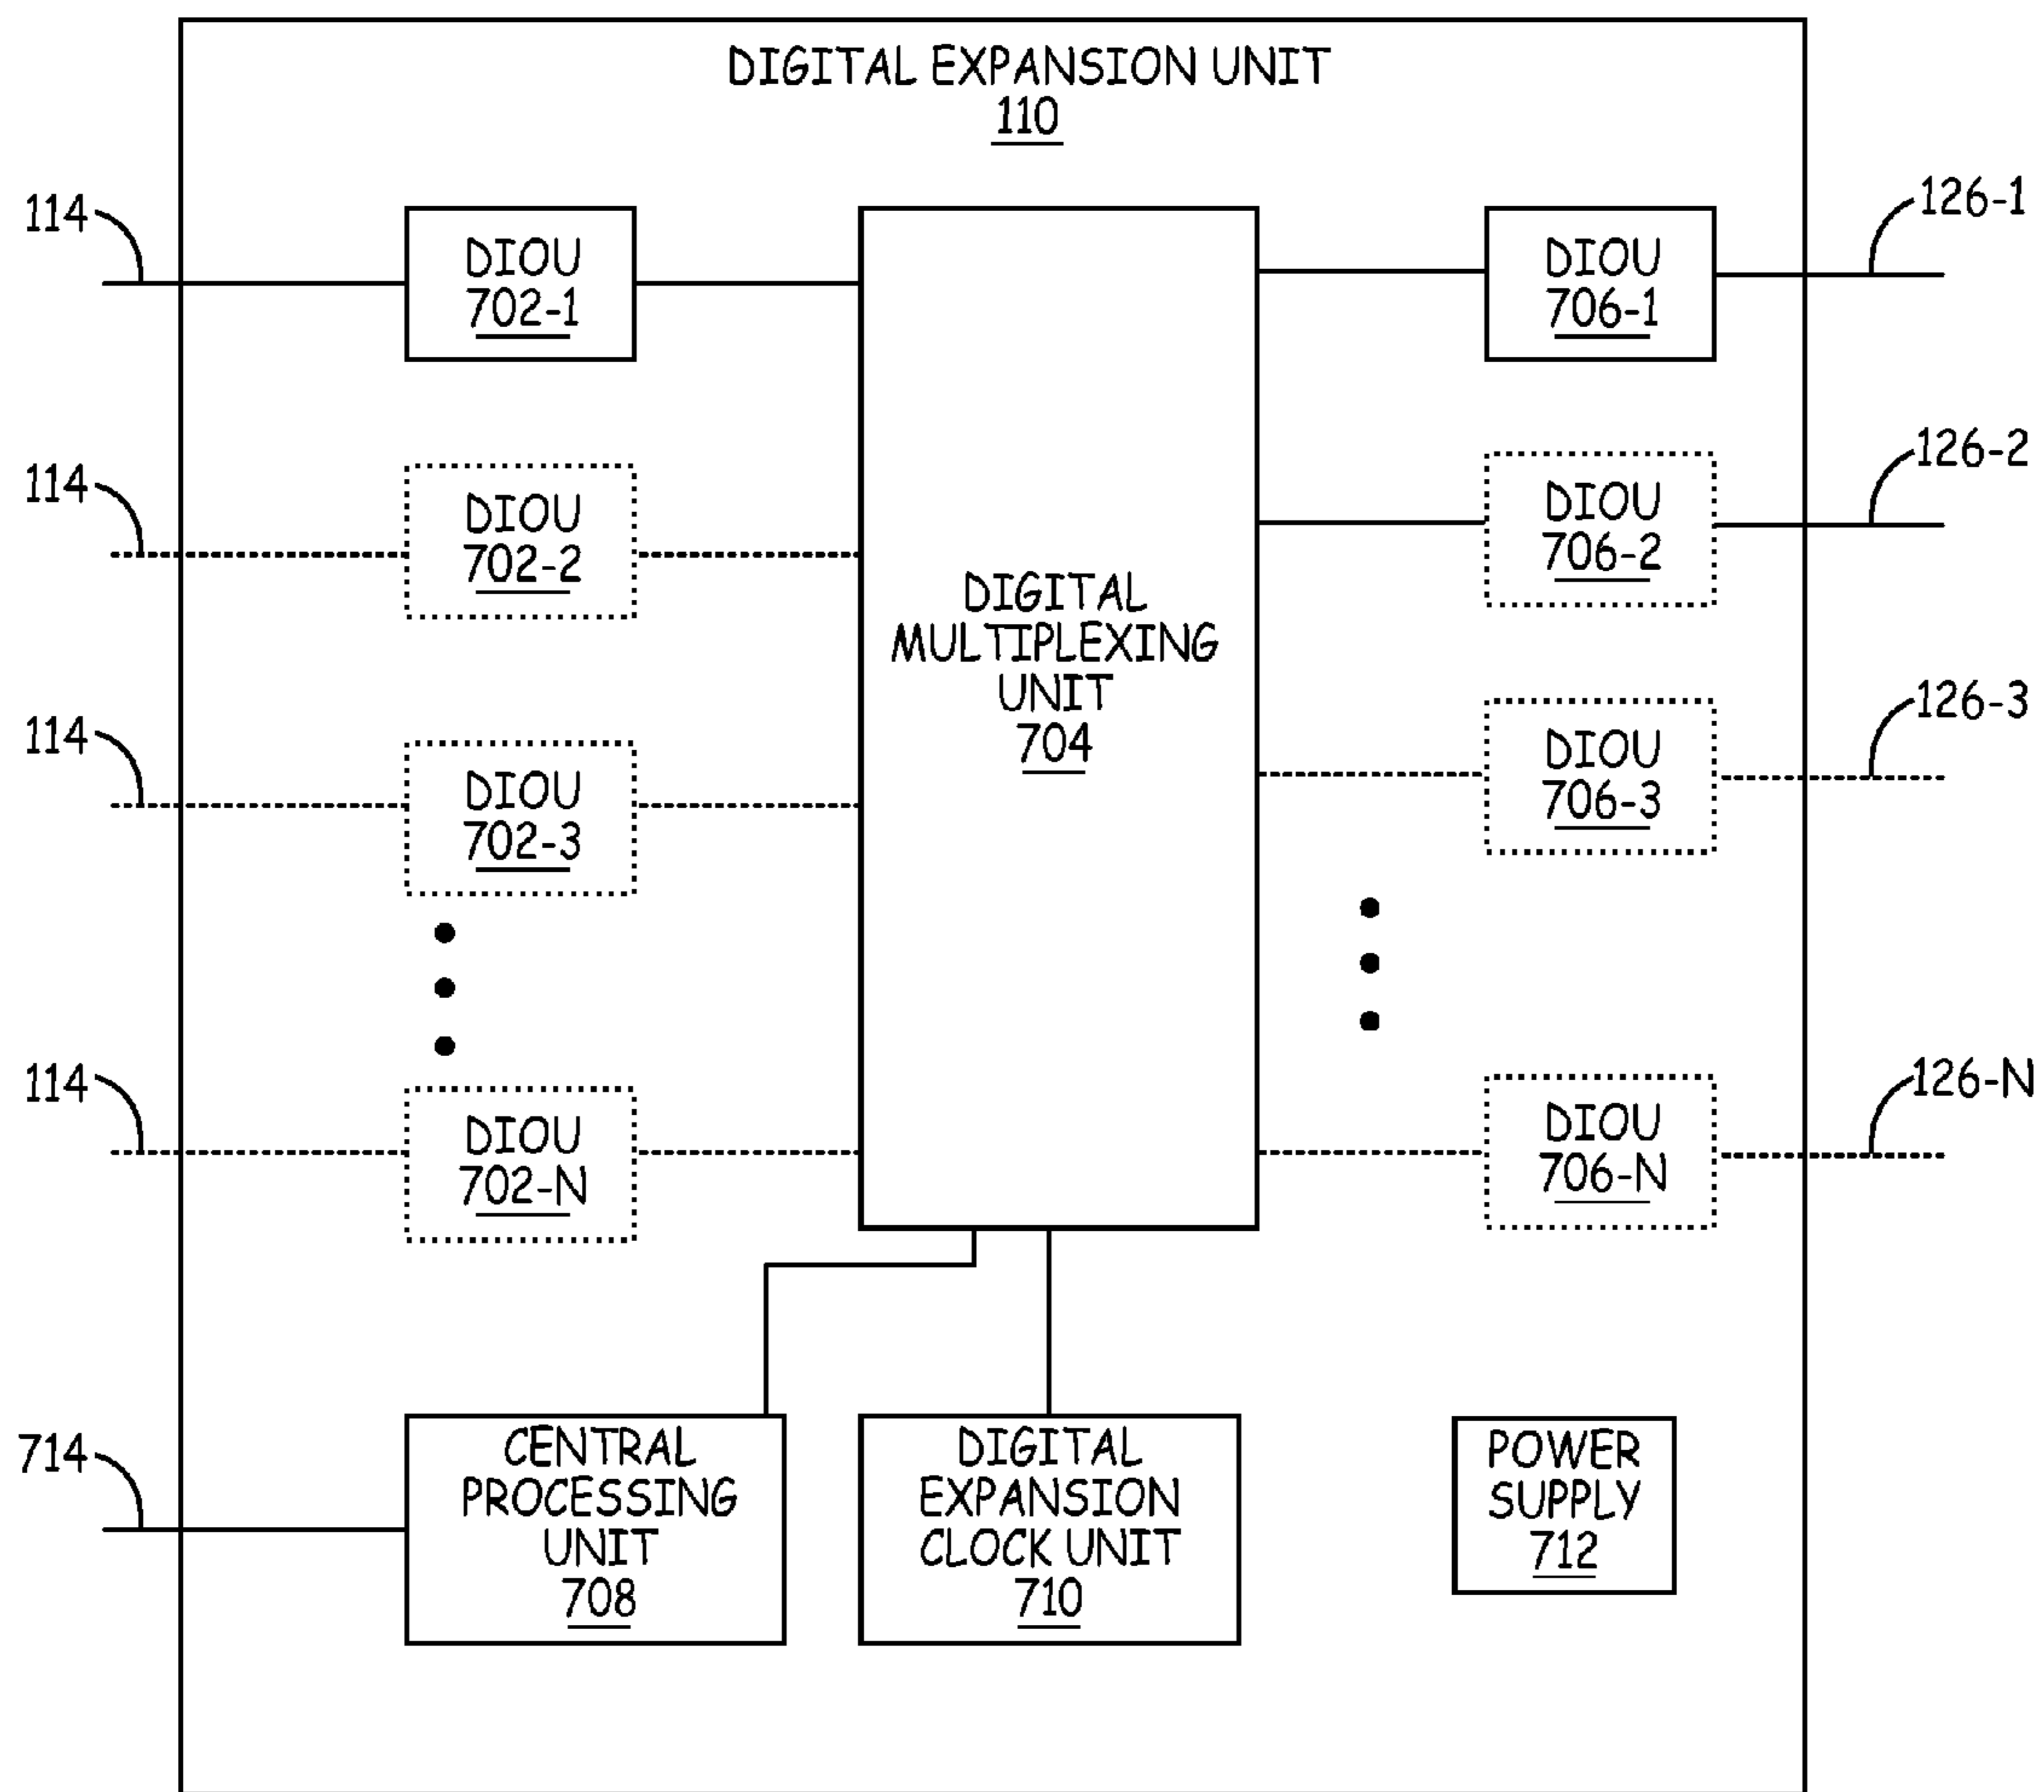 DIGITAL EXPANSION UNIT
110
114
DIOU
702-1
DIOU
706-1
126-1
114
DIOU
702-2
DIOU
706-2
126-2
DIGITAL
MULTIPLEXING
UNIT
704
114
DIOU
702-3
DIOU
706-3
126-3
114
DIOU
702-N
DIOU
706-N
126-N
714
CENTRAL
PROCESSING
UNIT
708
DIGITAL
EXPANSION
CLOCK UNIT
710
POWER
SUPPLY
712